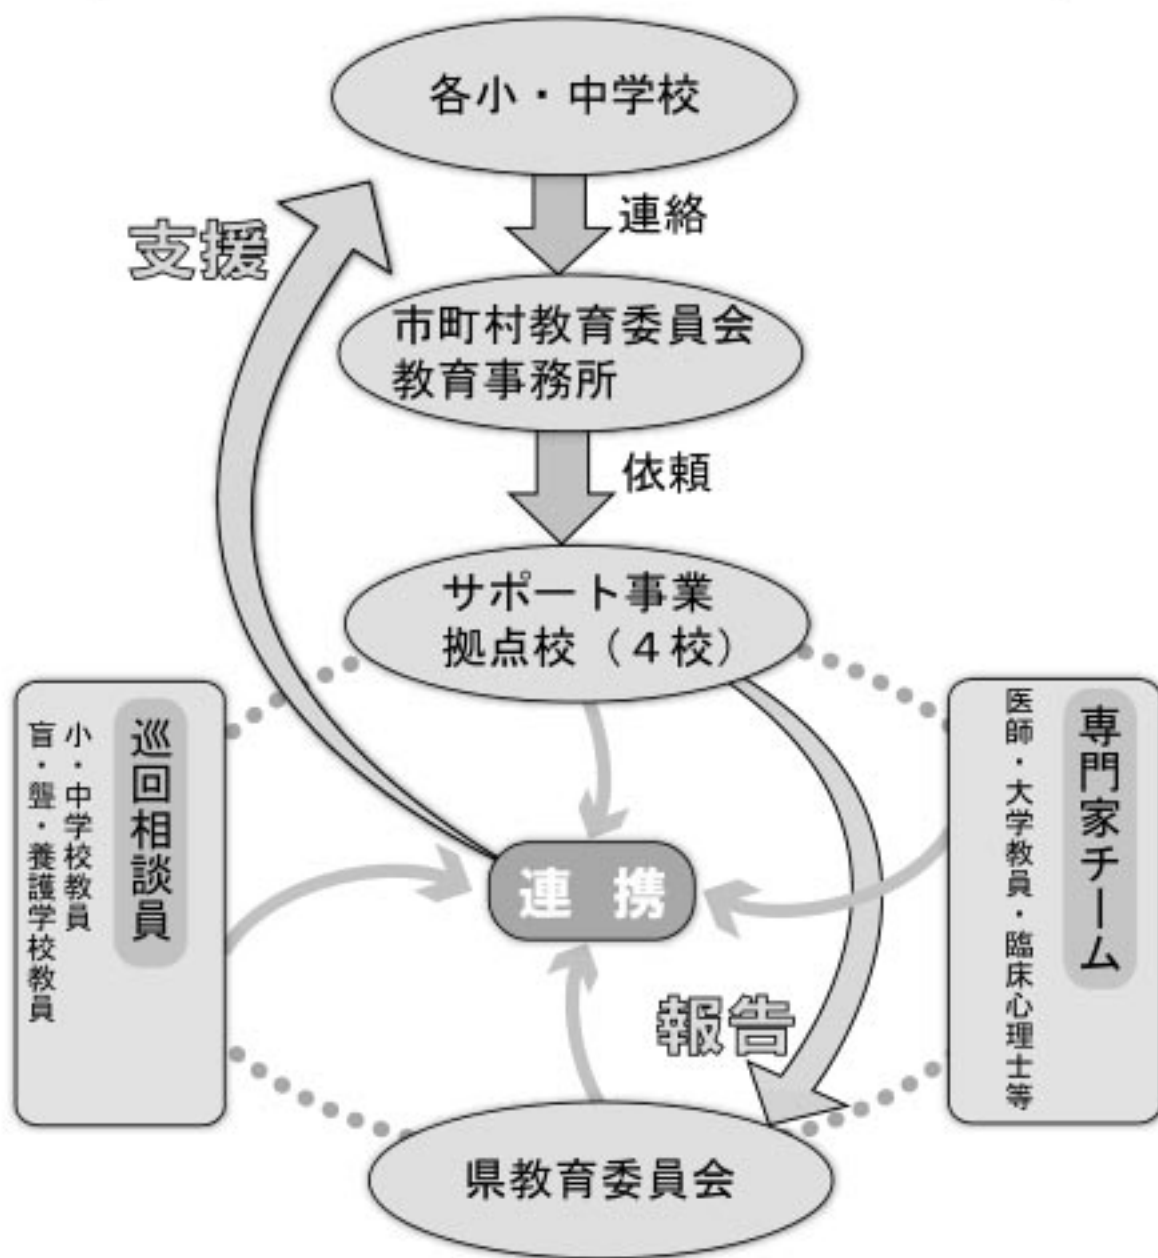 各小・中学校
連絡
支援
市町村教育委員会
教育事務所
依頼
サポート事業
拠点校（４校）
巡回相談員
小・中学校教員
盲・聾・養護学校教員
専門家チーム
医師・大学教員・臨床心理士等
連携
報告
県教育委員会